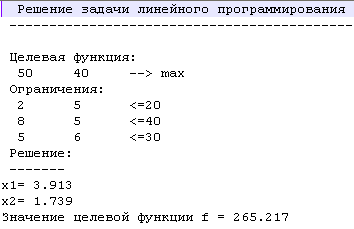 Решение задачи линейного программирования
-------------------------------------------
Целевая функция:
50 40 --> max
Ограничения:
2 5 <=20
8 5 <=40
5 6 <=30
Решение:
-------
x1= 3.913
x2= 1.739
Значение целевой функции f = 265.217